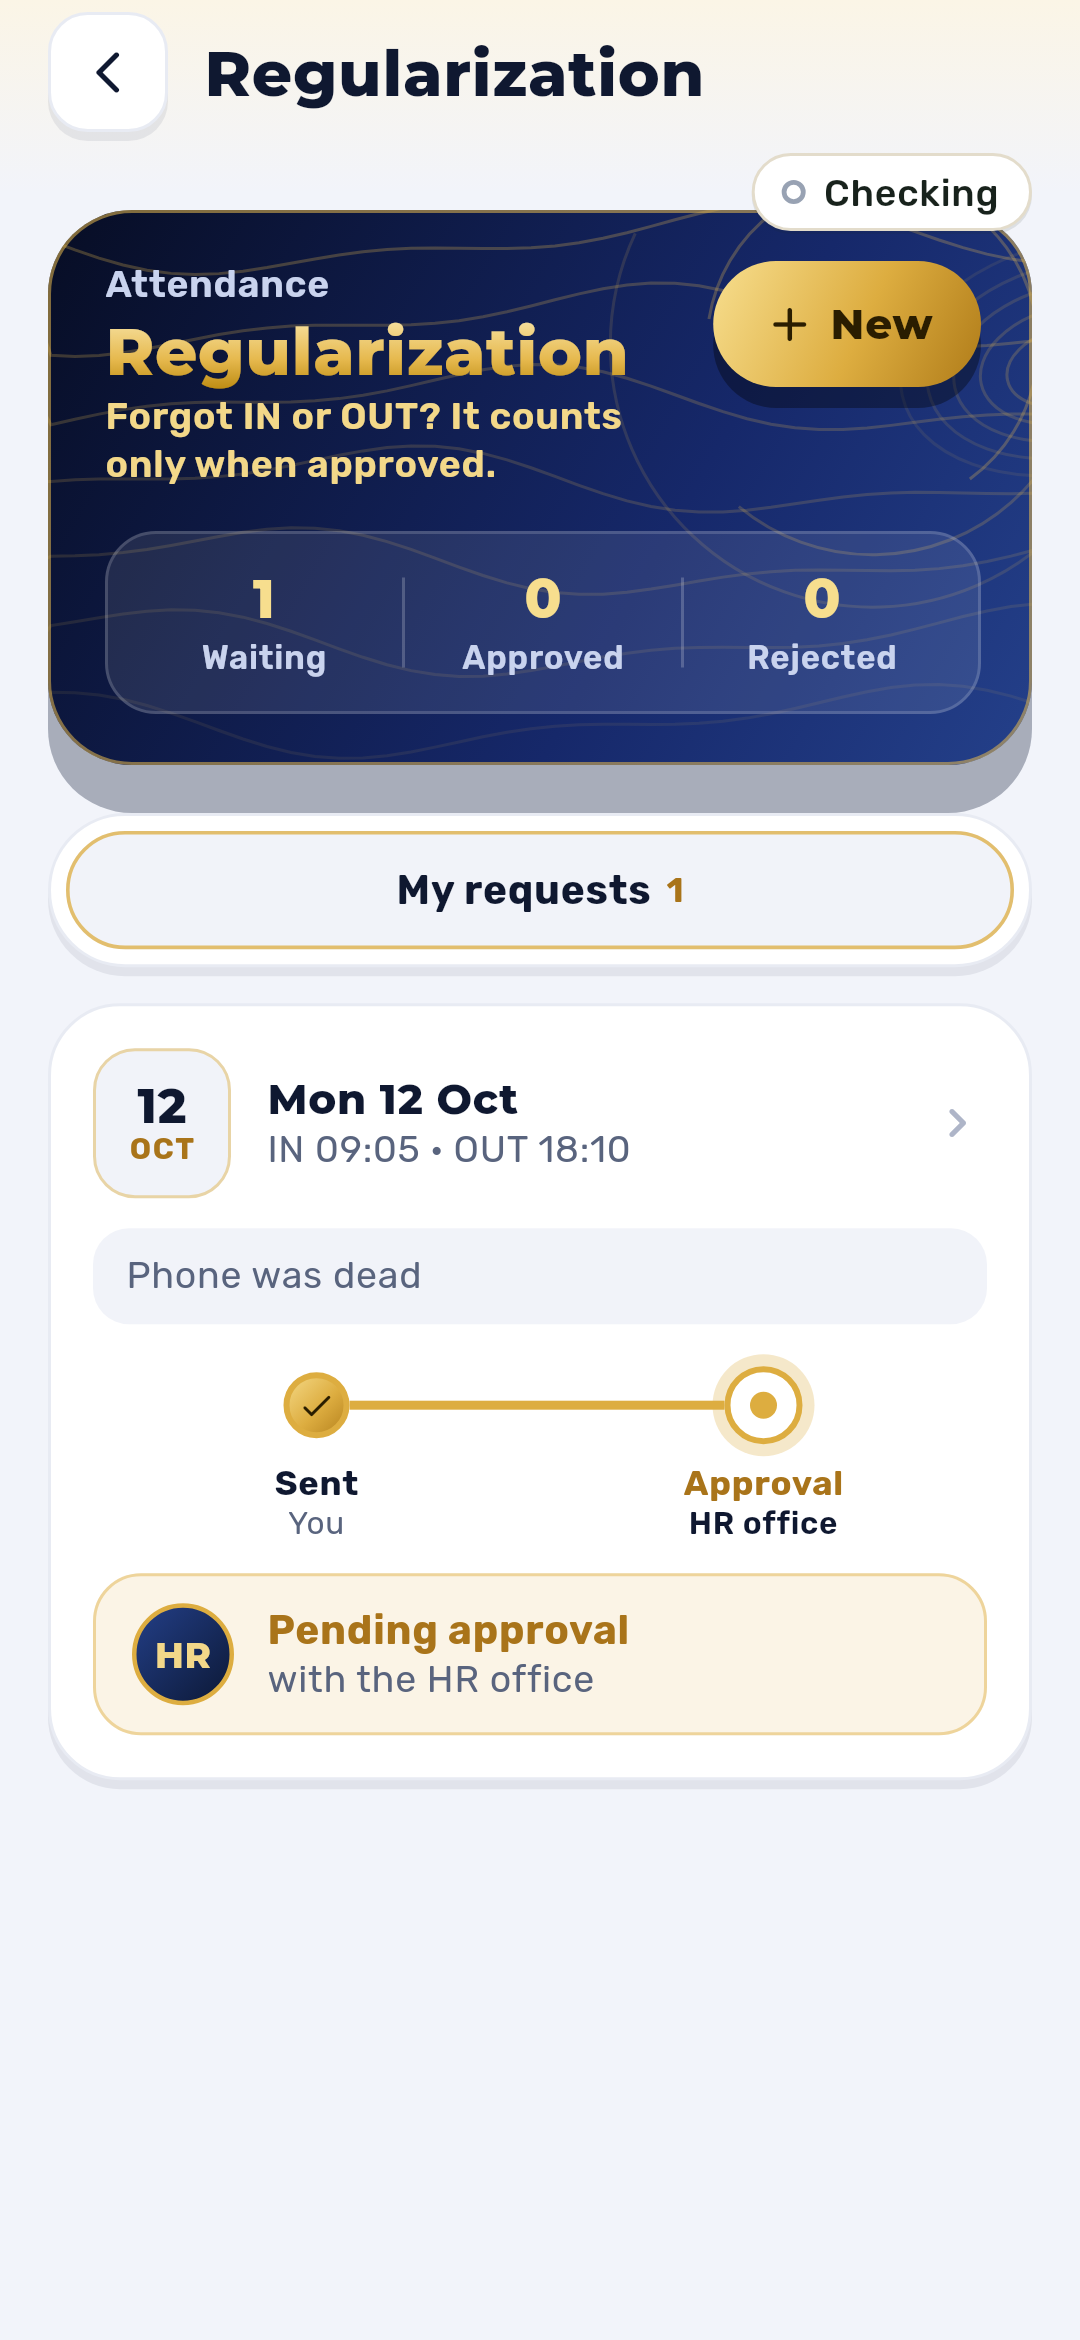 Regularization
Checking
Attendance
Regularization
New
Forgot IN or OUT? It counts
only when approved.
1
Waiting
0
Approved
0
Rejected
My requests 1
12
OCT
Mon 12 Oct
IN 09:05 • OUT 18:10
Phone was dead
Sent
You
Approval
HR office
HR
Pending approval
with the HR office